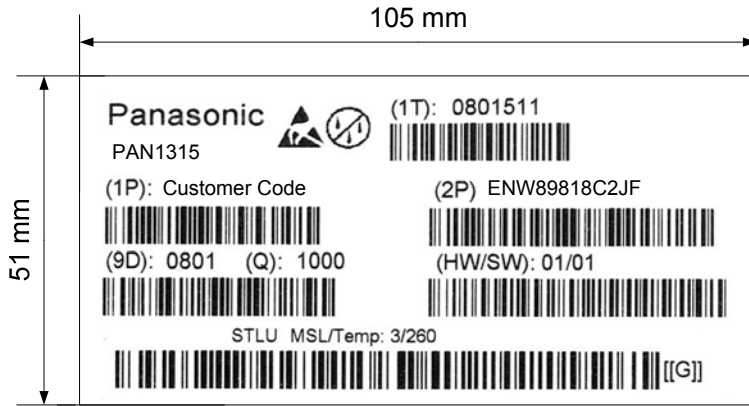 105 mm
51 mm
Panasonic
PAN1315
(1T): 0801511
(1P): Customer Code
(2P) ENW89818C2JF
(9D): 0801 (Q): 1000
(HW/SW): 01/01
STLU MSL/Temp: 3/260
[[G]]